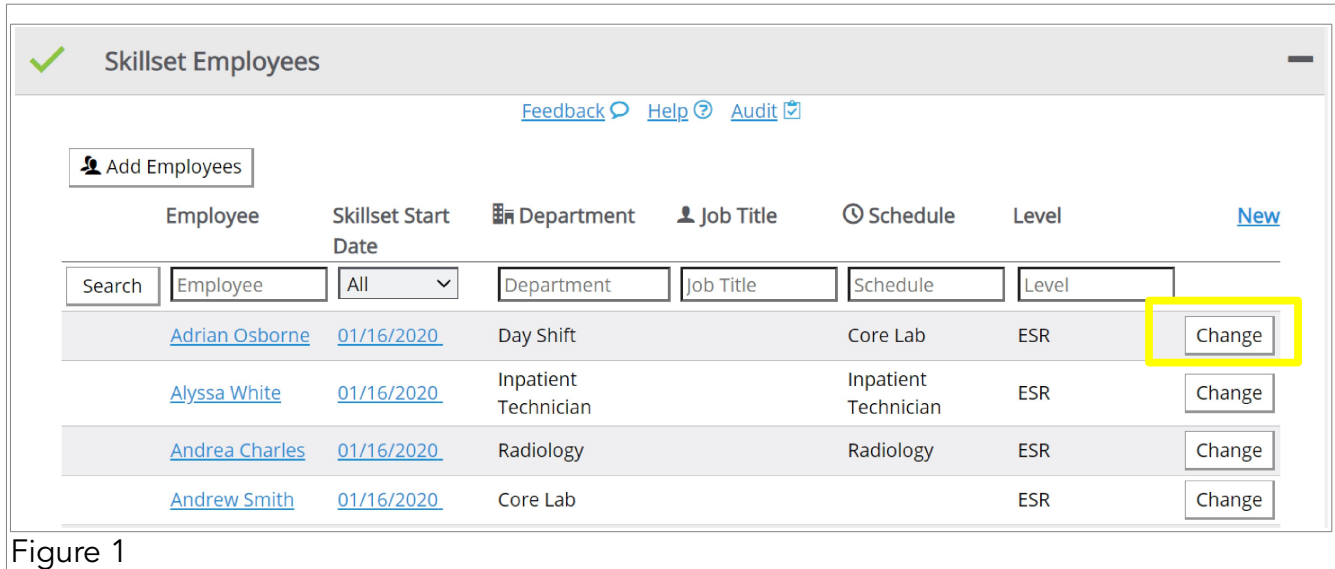 Skillset Employees
Feedback Help Audit
Add Employees
Employee Skillset Start Date Department Job Title Schedule Level New
Search Employee All Department Job Title Schedule Level
Adrian Osborne 01/16/2020 Day Shift Core Lab ESR Change
Alyssa White 01/16/2020 Inpatient Technician Inpatient Technician ESR Change
Andrea Charles 01/16/2020 Radiology Radiology ESR Change
Andrew Smith 01/16/2020 Core Lab ESR Change
Figure 1